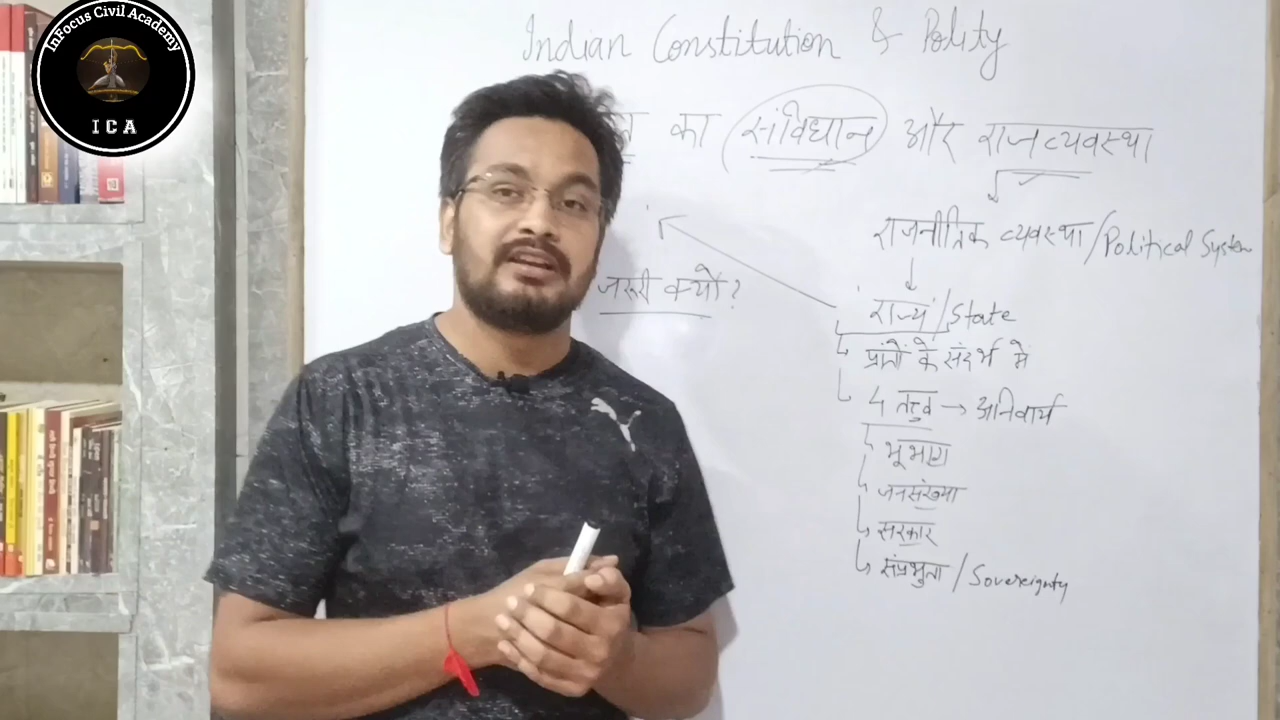 InFocus Civil Academy
ICA
Indian Constitution & Polity
का संविधान और राजव्यवस्था
राजनीतिक व्यवस्था/Political System
जरूरी क्यों?
राज्य/State
प्रांतों के संदर्भ में
4 तत्त्व → अनिवार्य
भूभाग
जनसंख्या
सरकार
संप्रभुता / Sovereignty